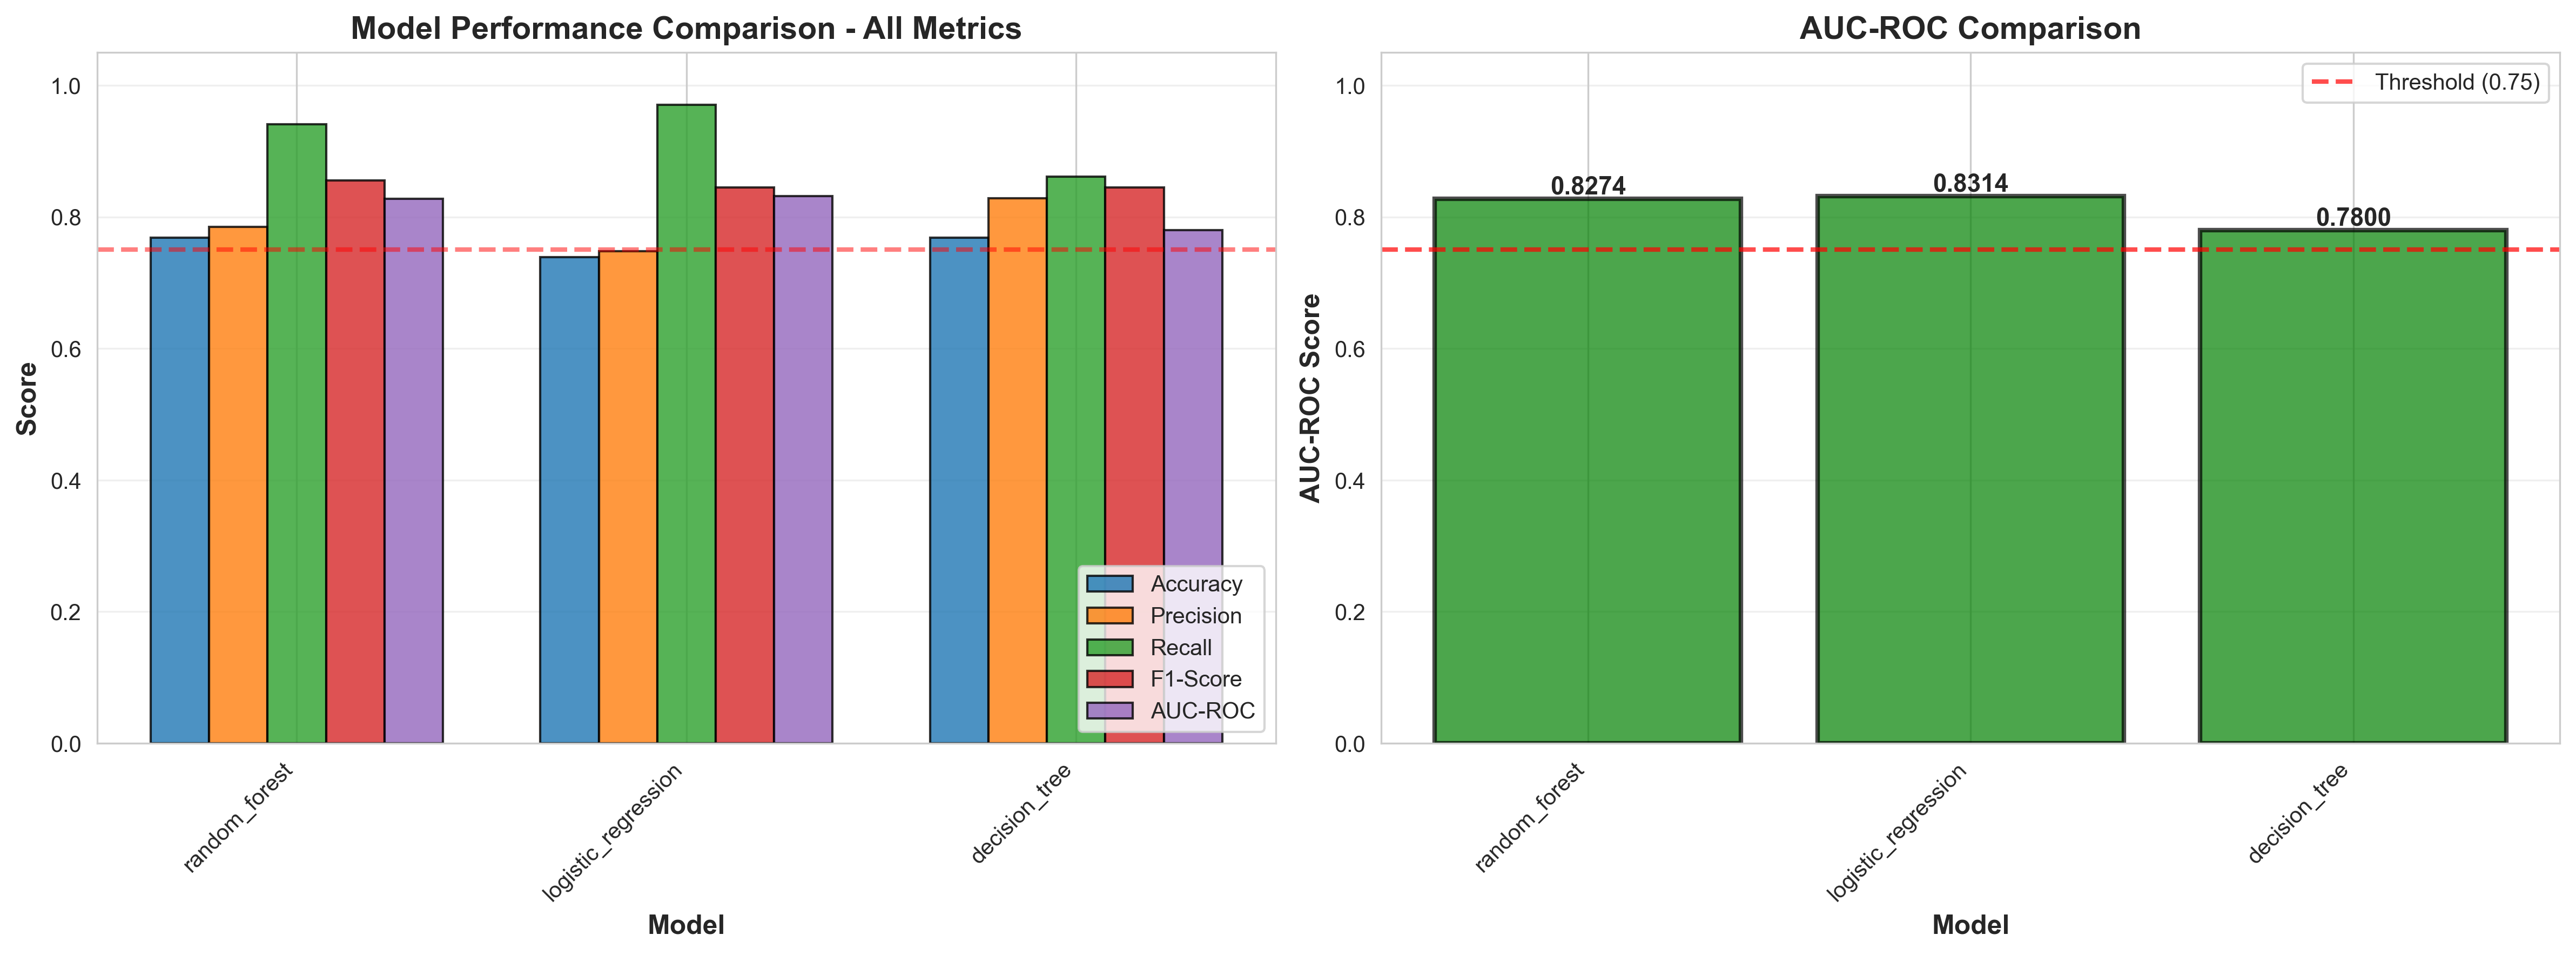 Model Performance Comparison - All Metrics
Score
1.0
0.8
0.6
0.4
0.2
0.0
Accuracy
Precision
Recall
F1-Score
AUC-ROC
random_forest
logistic_regression
decision_tree
Model
AUC-ROC Comparison
AUC-ROC Score
1.0
0.8
0.6
0.4
0.2
0.0
Threshold (0.75)
0.8274
0.8314
0.7800
random_forest
logistic_regression
decision_tree
Model